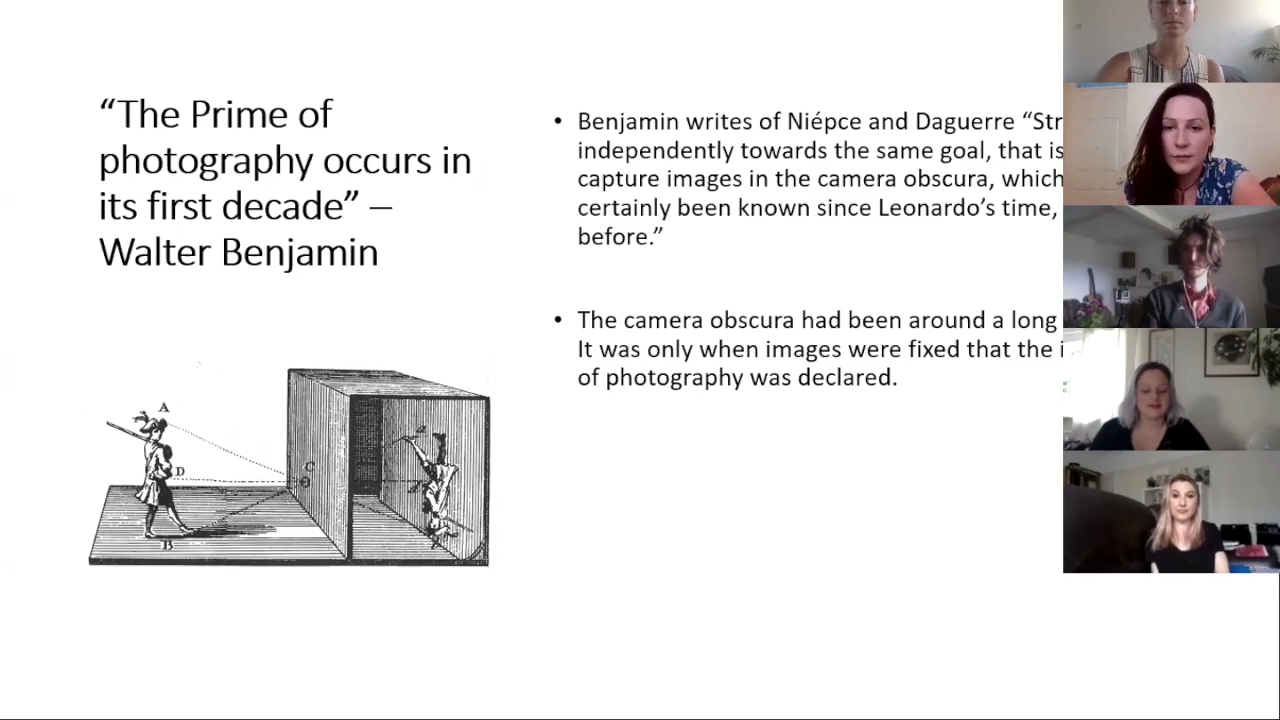 “The Prime of
photography occurs in
its first decade” –
Walter Benjamin
• Benjamin writes of Niépce and Daguerre “Str
independently towards the same goal, that is
capture images in the camera obscura, which
certainly been known since Leonardo’s time,
before.”
• The camera obscura had been around a long
It was only when images were fixed that the i
of photography was declared.
A
D
C
B